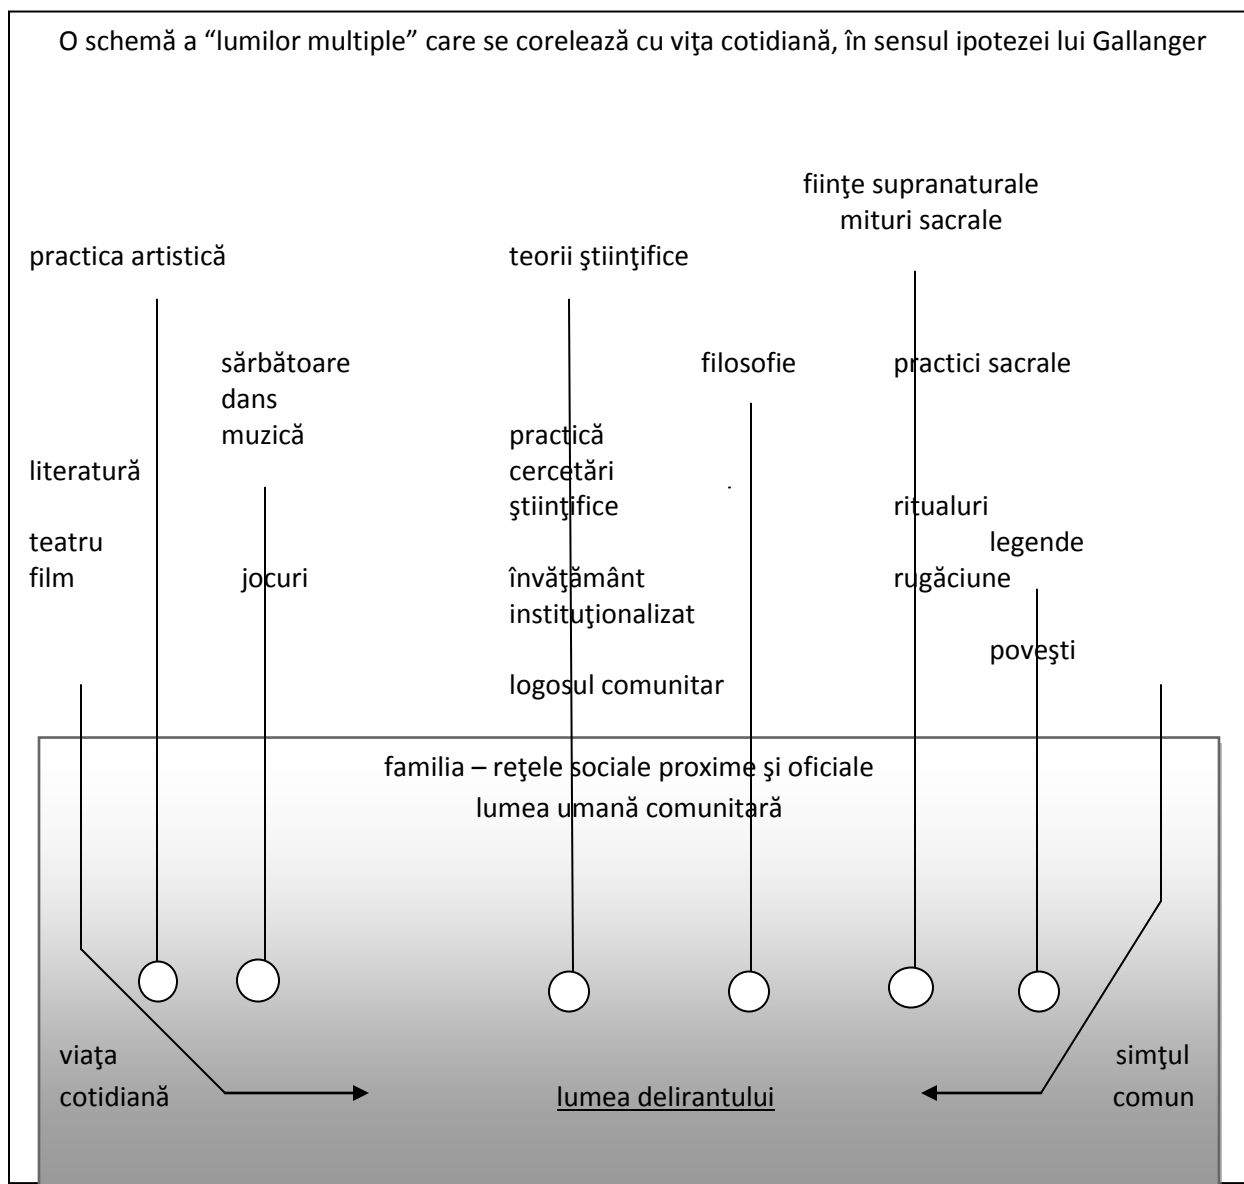 O schemă a “lumilor multiple” care se corelează cu viţa cotidiană, în sensul ipotezei lui Gallanger
fiinţe supranaturale
mituri sacrale
practica artistică
teorii ştiinţifice
sărbătoare
dans
muzică
filosofie
practici sacrale
literatură
practică
cercetări
ştiinţifice
ritualuri
teatru
film
legende
jocuri
învăţământ
instituţionalizat
rugăciune
poveşti
logosul comunitar
familia – reţele sociale proxime şi oficiale
lumea umană comunitară
viaţa
cotidiană
lumea delirantului
simţul
comun